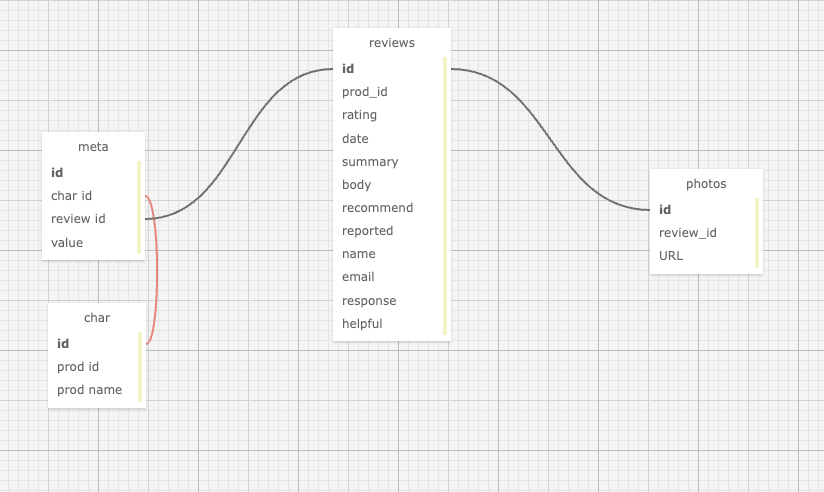 reviews
id
prod_id
rating
date
summary
body
recommend
reported
name
email
response
helpful
meta
id
char id
review id
value
char
id
prod id
prod name
photos
id
review_id
URL